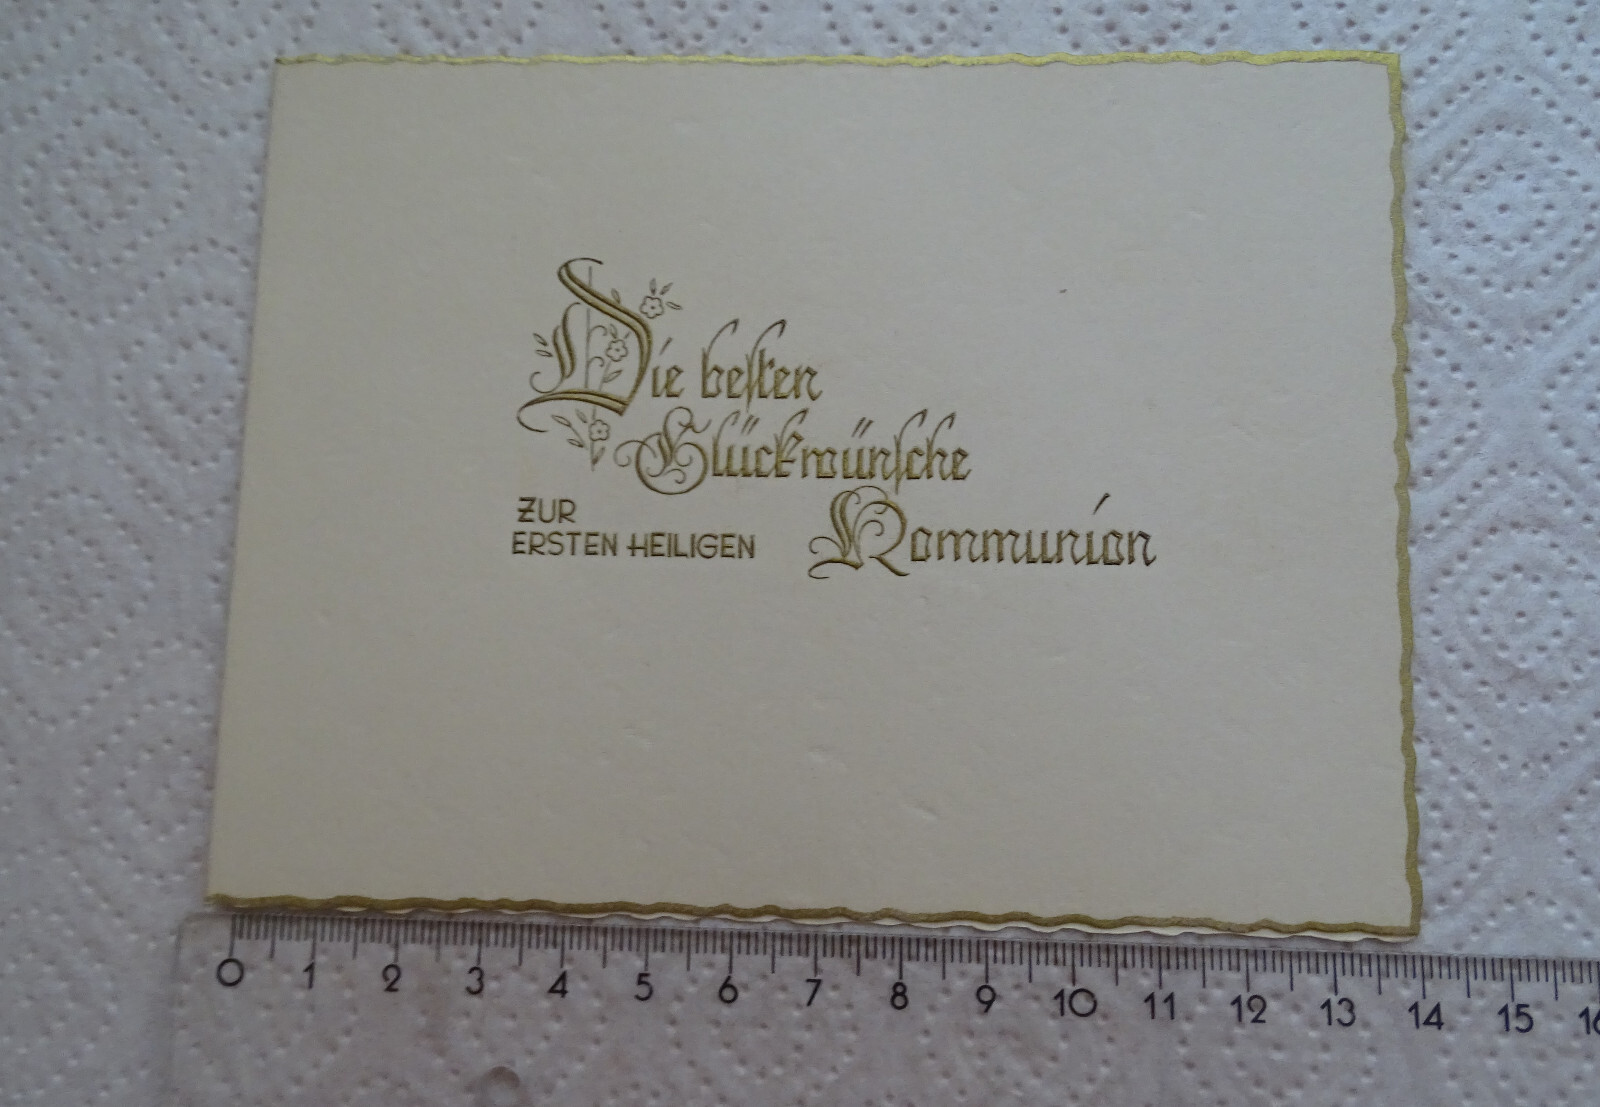 Die besten
Glückwünsche
ZUR
ERSTEN HEILIGEN Kommunion
0 1 2 3 4 5 6 7 8 9 10 11 12 13 14 15 16